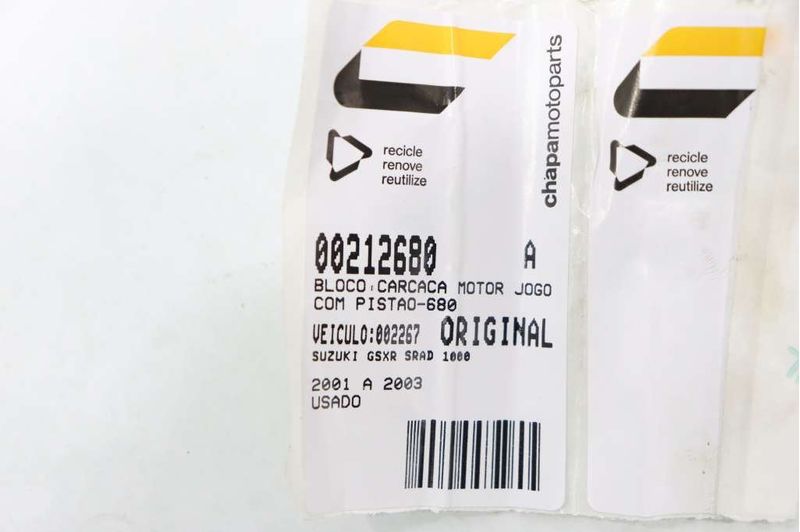 chapamotoparts
recicle
renove
reutilize
00212680 A
BLOCO,CARCACA MOTOR JOGO
COM PISTAO-680
VEICULO:002267 ORIGINAL
SUZUKI GSXR SRAD 1000
2001 A 2003
USADO
recicle
renove
reutilize